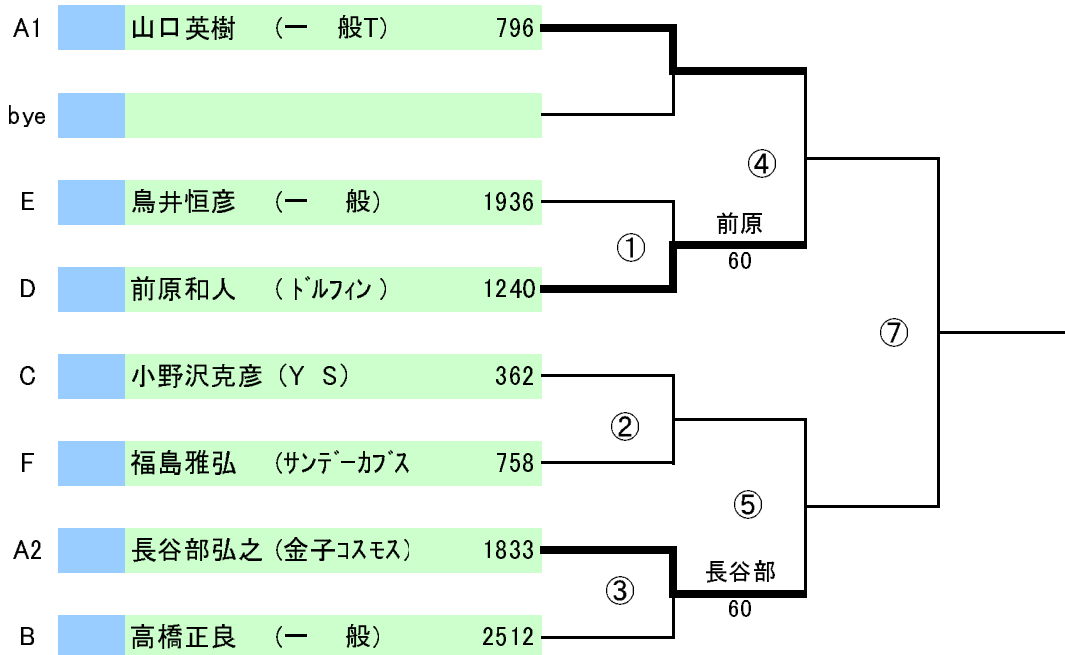 A1 山口英樹 (一 般T) 796
bye
④
E 鳥井恒彦 (一 般) 1936
前原
① 60
D 前原和人 (ﾄﾞﾙﾌｨﾝ) 1240
⑦
C 小野沢克彦 (Y S) 362
②
F 福島雅弘 (ｻﾝﾃﾞｰｶﾌﾞｽ 758
⑤
A2 長谷部弘之 (金子ｺｽﾓｽ) 1833
長谷部
③ 60
B 高橋正良 (一 般) 2512